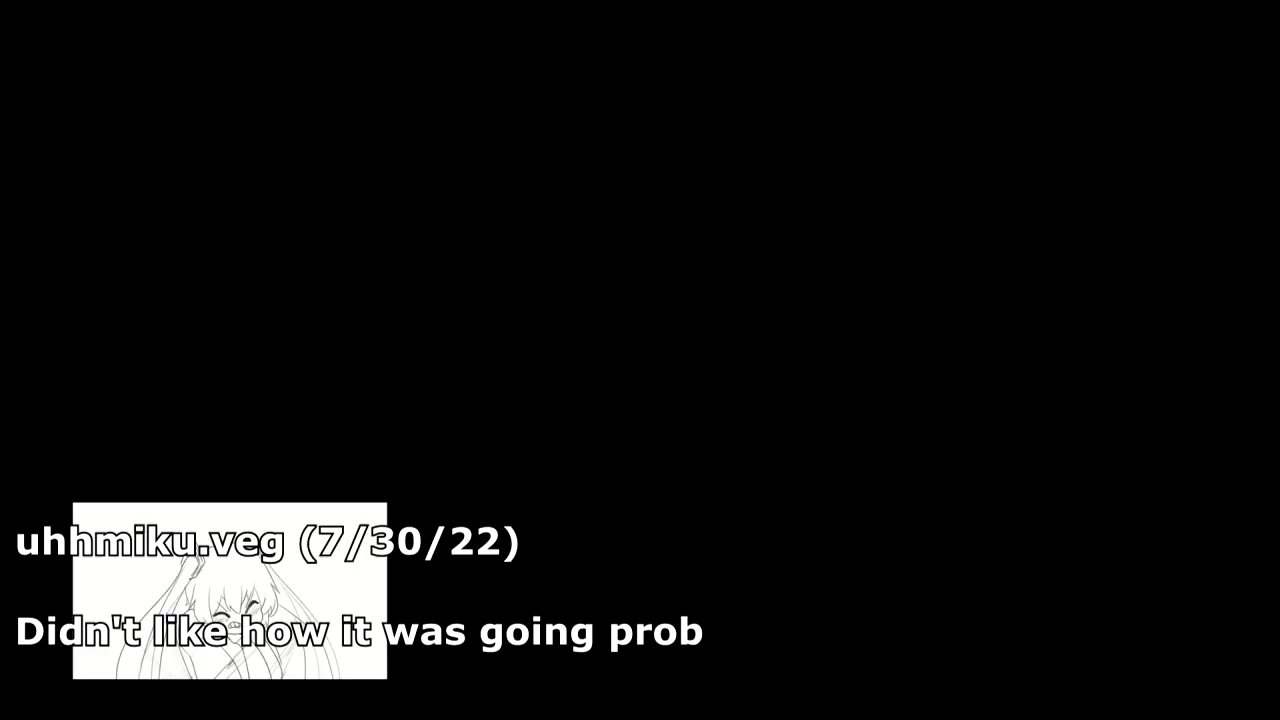 uhhmiku.veg (7/30/22)
Didn't like how it was going prob